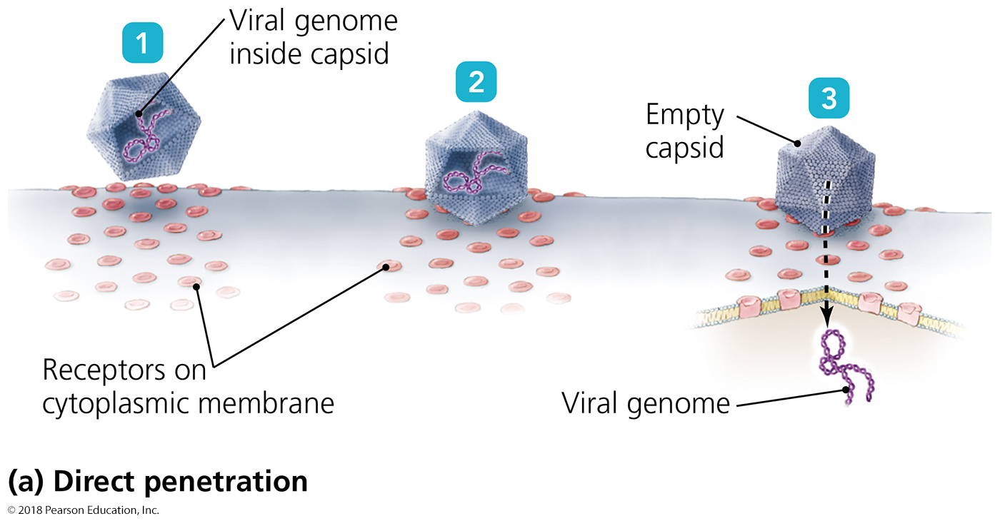 1
Viral genome
inside capsid
2
3
Empty
capsid
Receptors on
cytoplasmic membrane
Viral genome
(a) Direct penetration
© 2018 Pearson Education, Inc.